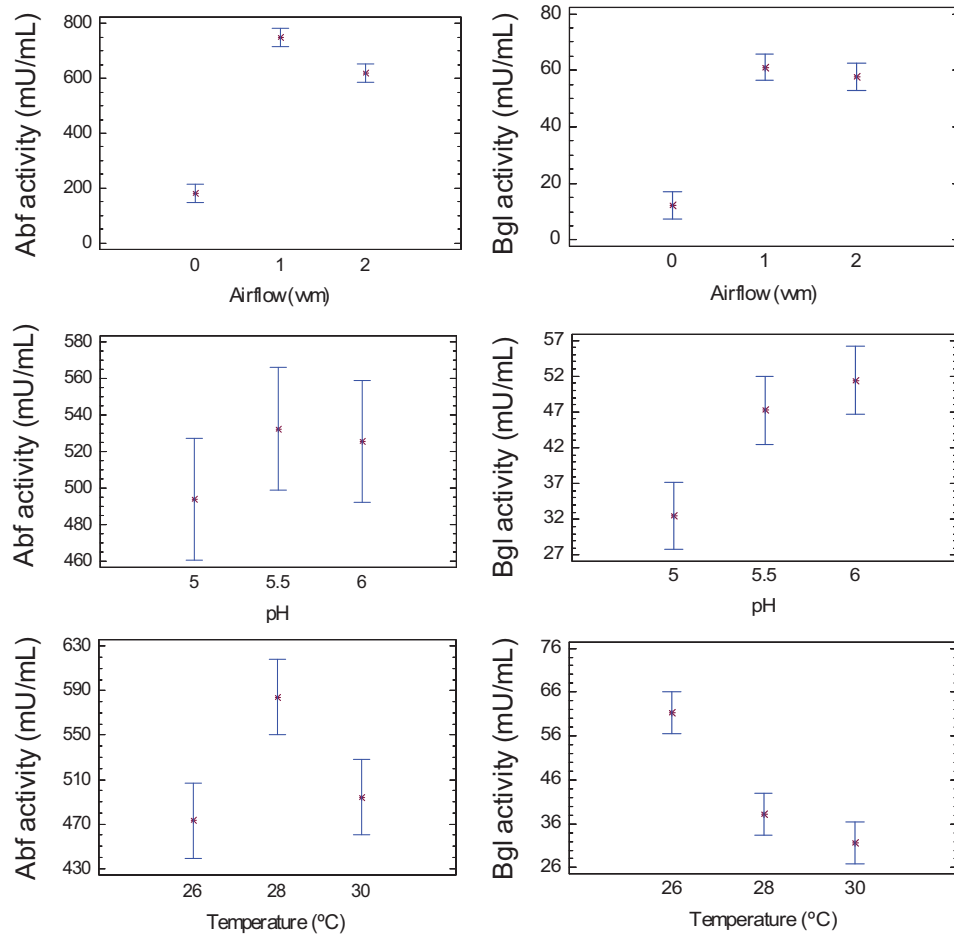 Abf activity (mU/mL)
800
600
400
200
0
0 1 2
Airflow (wm)
Bgl activity (mU/mL)
80
60
40
20
0
0 1 2
Airflow (wm)
Abf activity (mU/mL)
580
560
540
520
500
480
460
5 5.5 6
pH
Bgl activity (mU/mL)
57
52
47
42
37
32
27
5 5.5 6
pH
Abf activity (mU/mL)
630
590
550
510
470
430
26 28 30
Temperature (ºC)
Bgl activity (mU/mL)
76
66
56
46
36
26
26 28 30
Temperature (ºC)